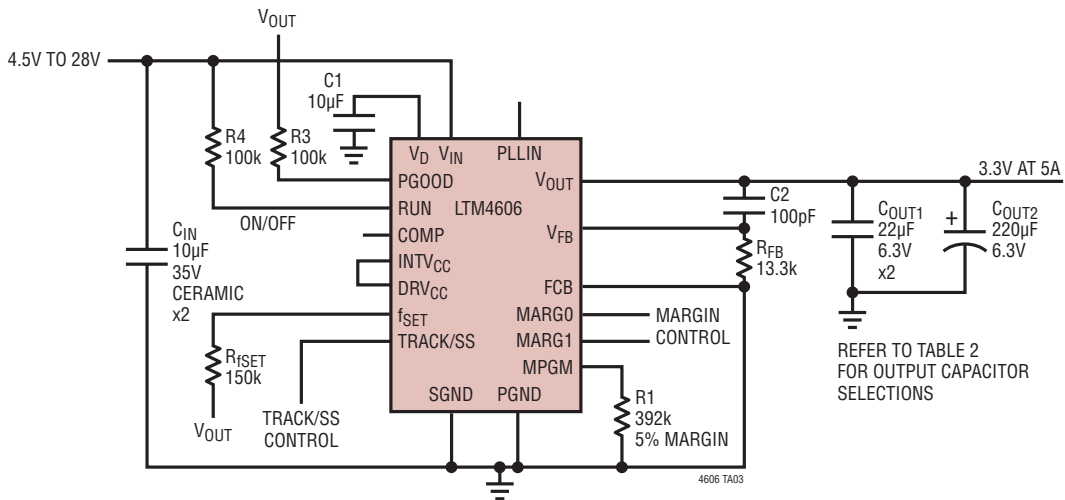 VOUT
4.5V TO 28V
C1
10µF
R4
100k
R3
100k
VD VIN PLLIN
PGOOD
VOUT
3.3V AT 5A
RUN LTM4606
ON/OFF
COMP
VFB
INTVCC
DRVCC
FCB
fSET
MARG0
TRACK/SS
MARG1
MPGM
SGND PGND
C2
100pF
RFB
13.3k
COUT1
22µF
6.3V
x2
+
COUT2
220µF
6.3V
CIN
10µF
35V
CERAMIC
x2
MARGIN
CONTROL
REFER TO TABLE 2
FOR OUTPUT CAPACITOR
SELECTIONS
RfSET
150k
VOUT
TRACK/SS
CONTROL
R1
392k
5% MARGIN
4606 TA03